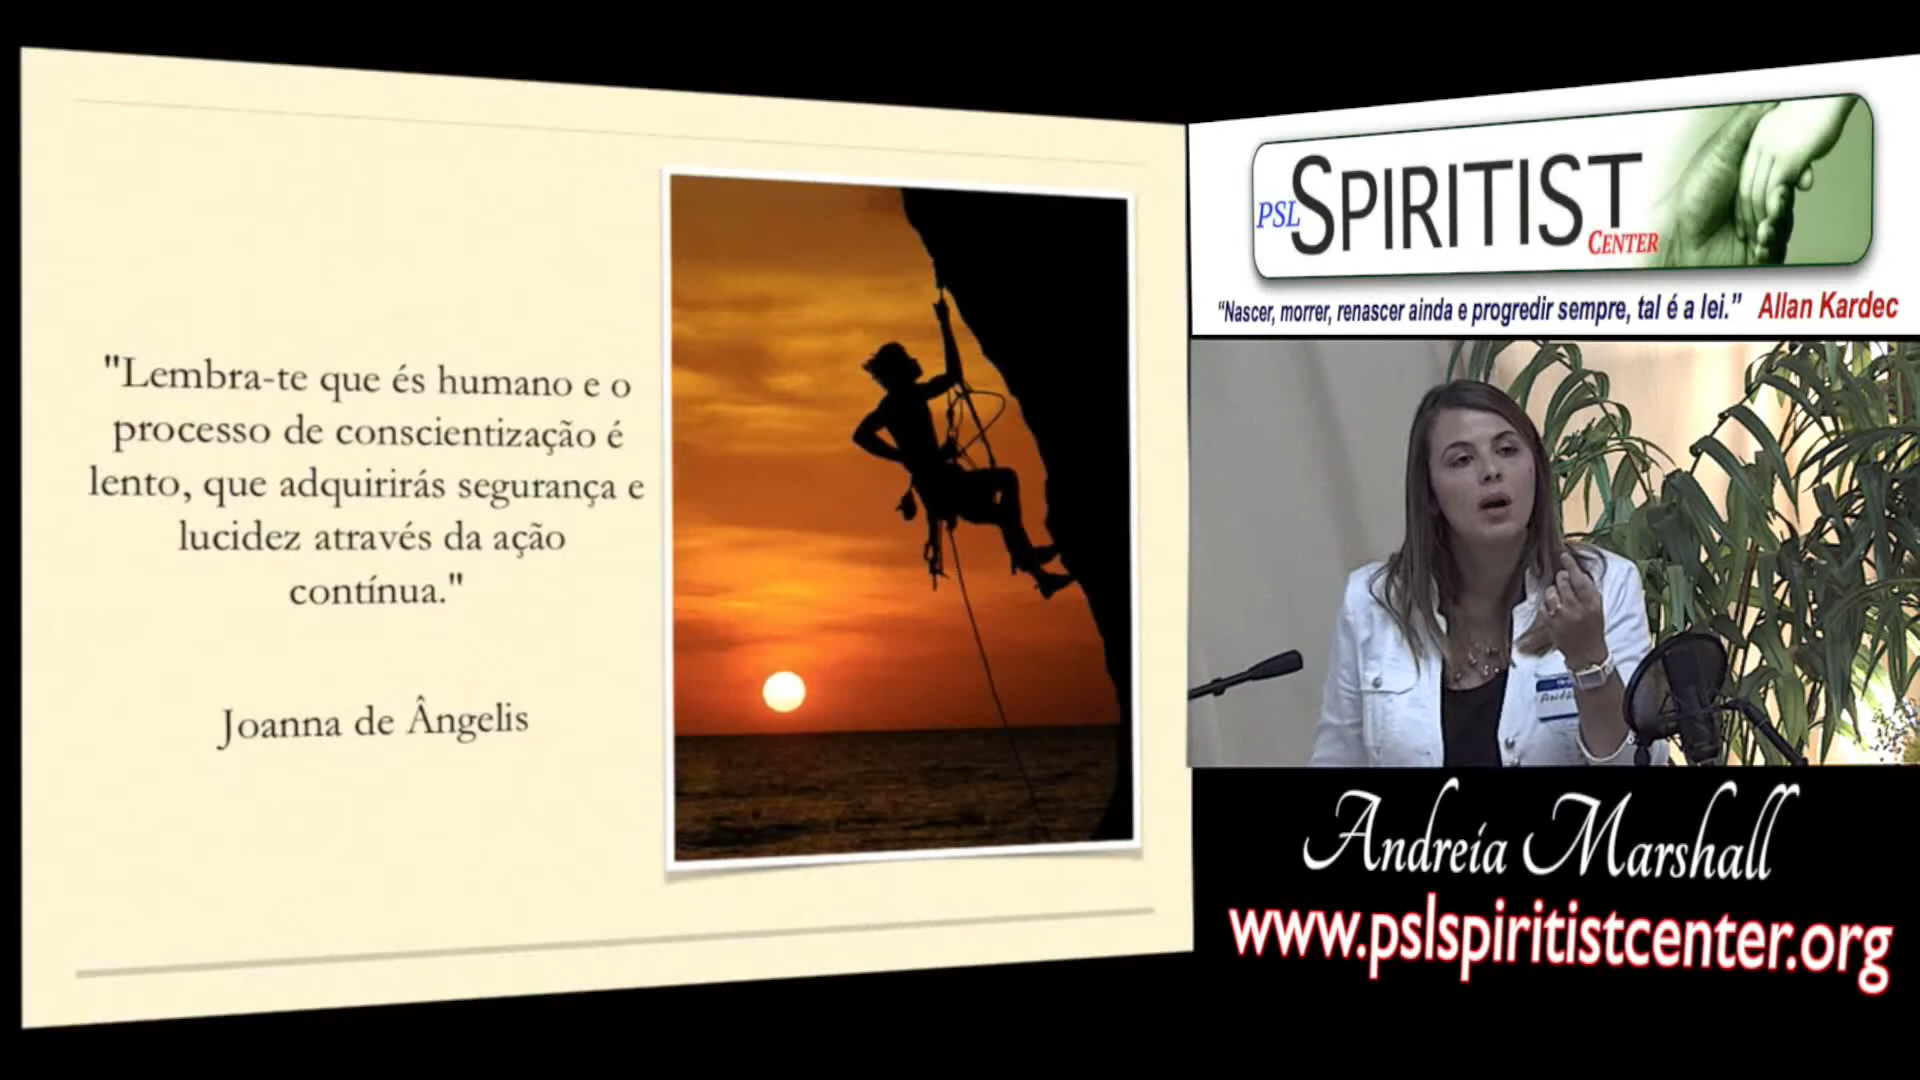 "Lembra-te que és humano e o
processo de conscientização é
lento, que adquirirás segurança e
lucidez através da ação
contínua."
Joanna de Ângelis
PSL SPIRITIST
CENTER
“Nascer, morrer, renascer ainda e progredir sempre, tal é a lei.” Allan Kardec
Andreia Marshall
www.pslspiritistcenter.org